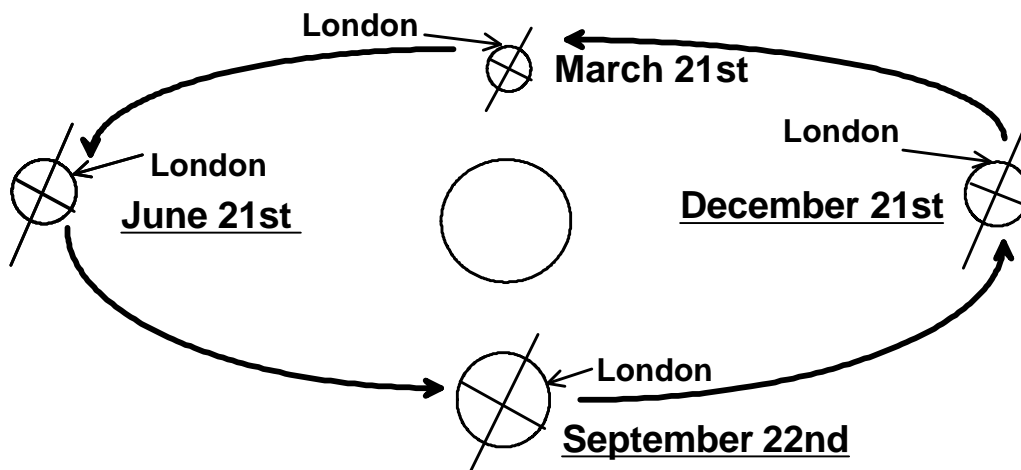 London
March 21st
London
London
June 21st
December 21st
London
September 22nd